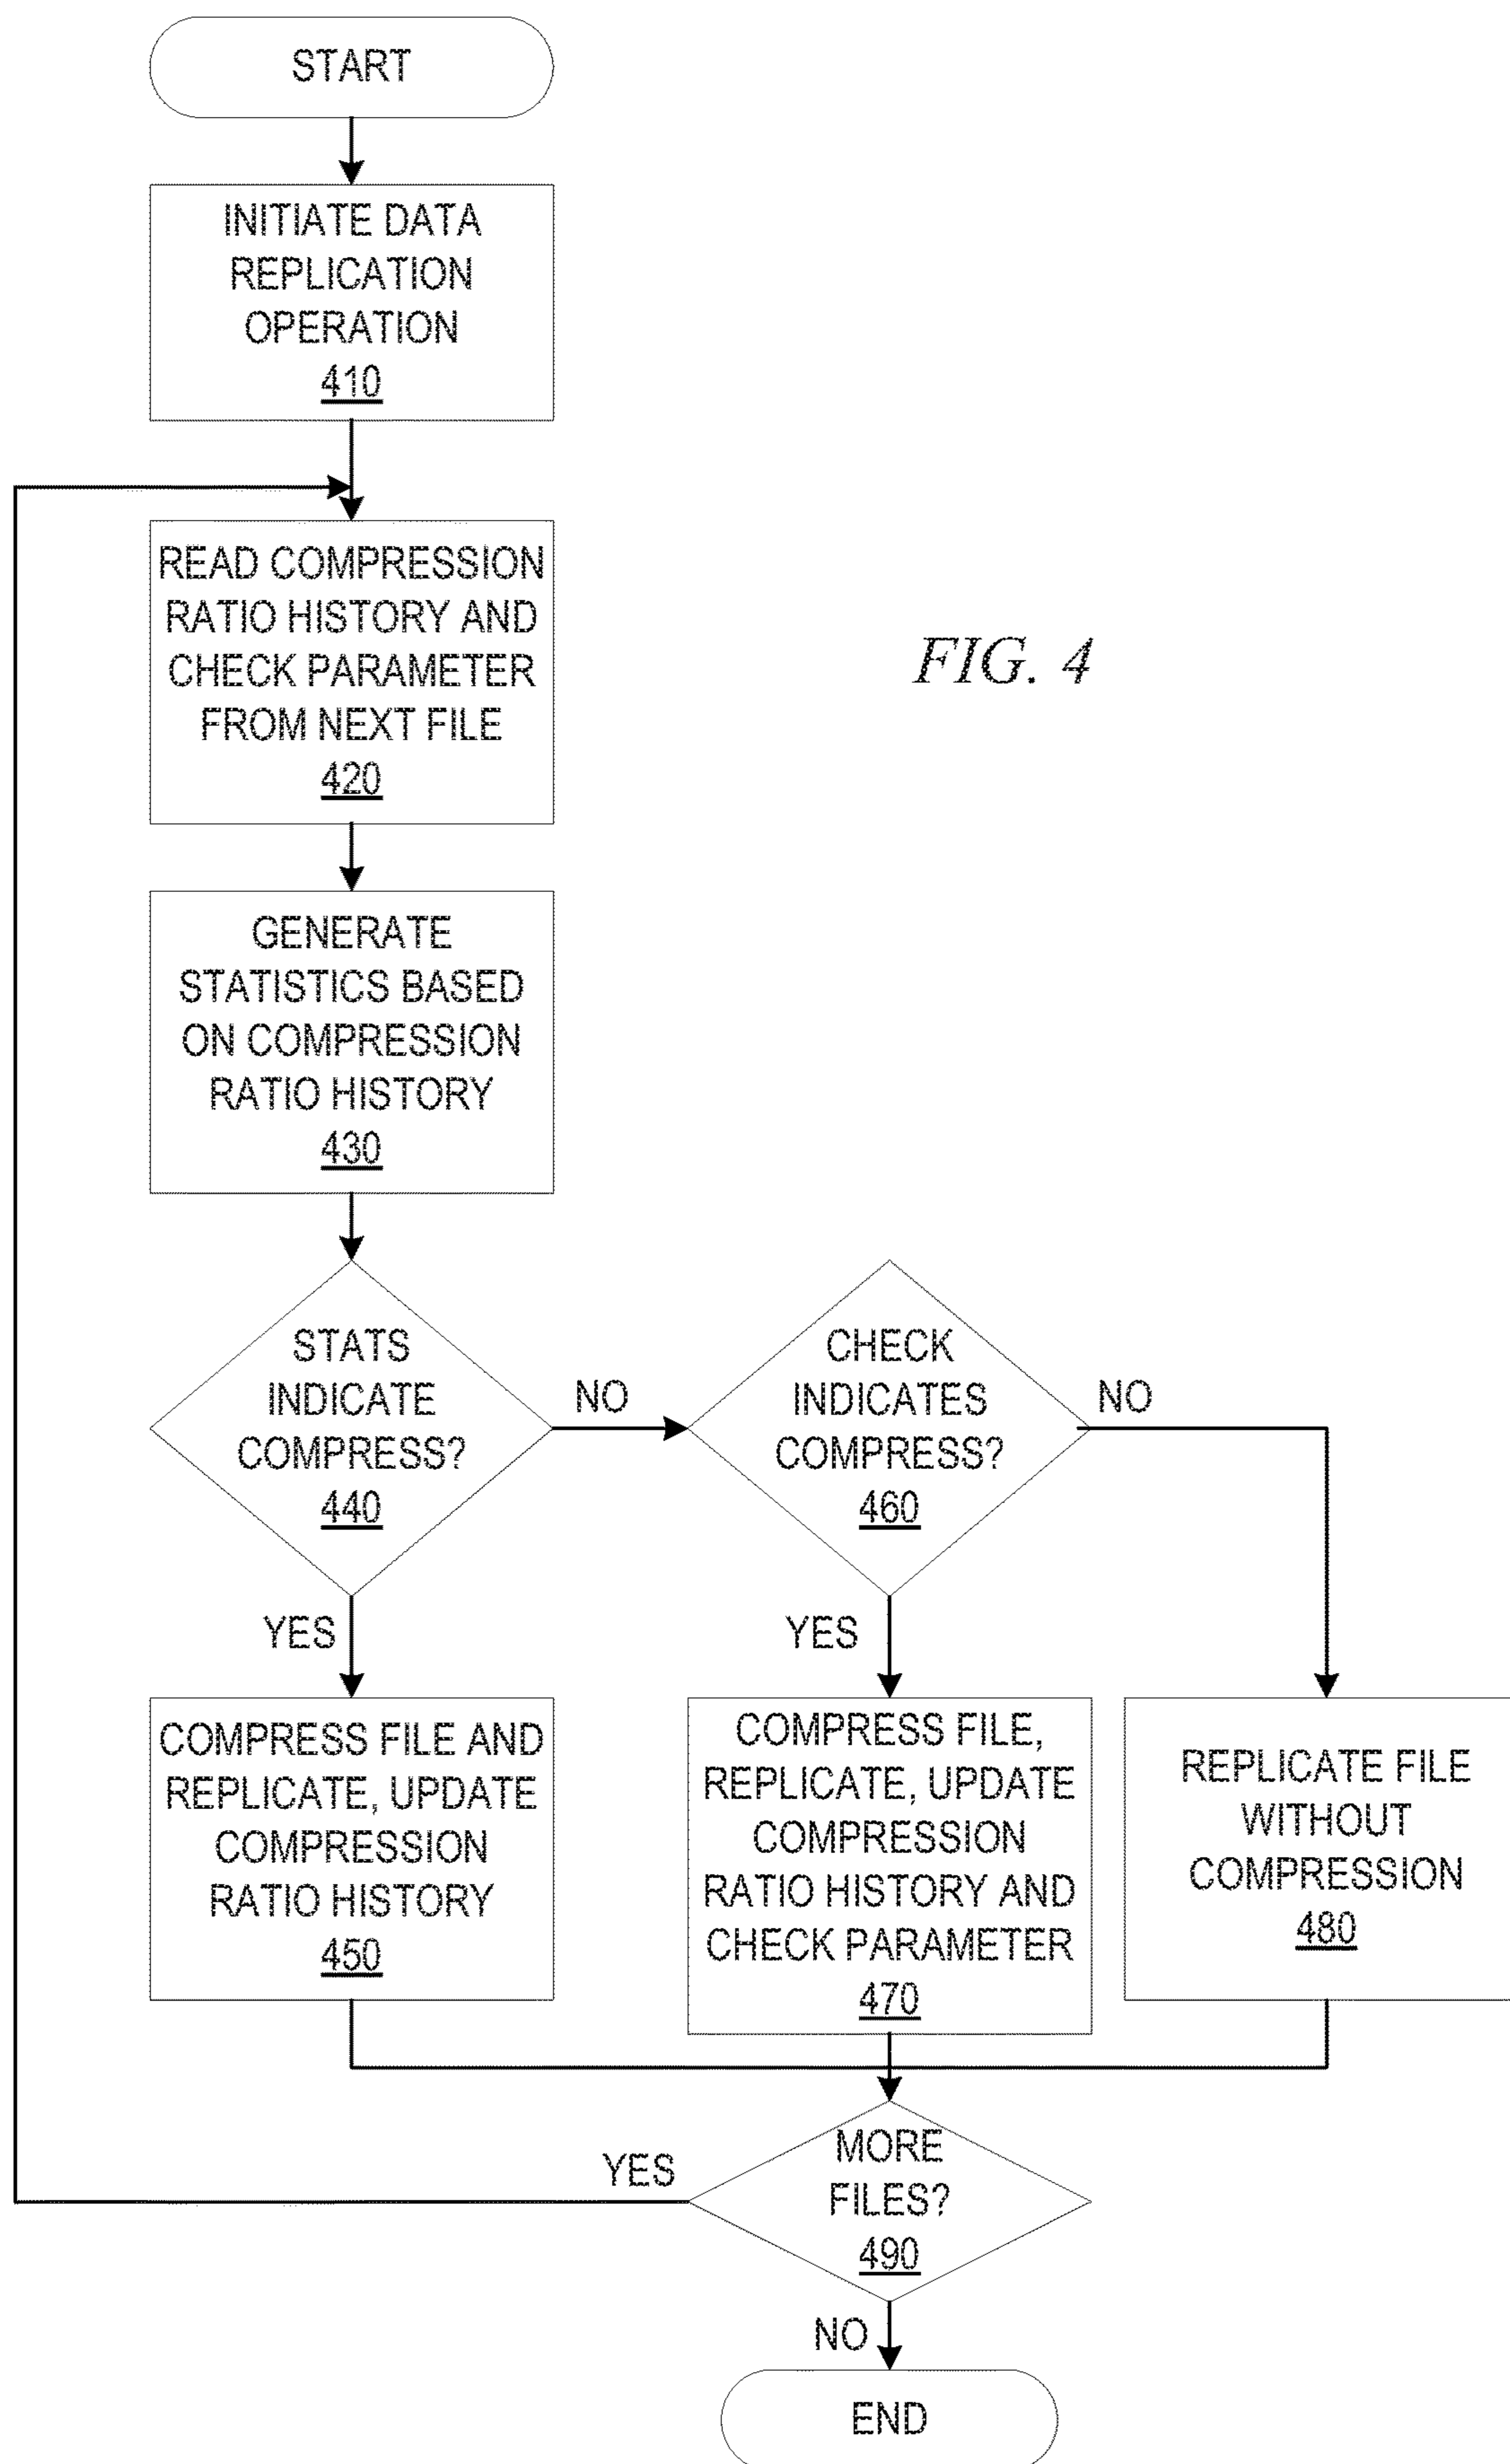 START
INITIATE DATA
REPLICATION
OPERATION
410
READ COMPRESSION
RATIO HISTORY AND
CHECK PARAMETER
FROM NEXT FILE
420
FIG. 4
GENERATE
STATISTICS BASED
ON COMPRESSION
RATIO HISTORY
430
STATS
INDICATE
COMPRESS?
440
NO
CHECK
INDICATES
COMPRESS?
460
NO
YES
YES
COMPRESS FILE AND
REPLICATE, UPDATE
COMPRESSION
RATIO HISTORY
450
COMPRESS FILE,
REPLICATE, UPDATE
COMPRESSION
RATIO HISTORY AND
CHECK PARAMETER
470
REPLICATE FILE
WITHOUT
COMPRESSION
480
YES
MORE
FILES?
490
NO
END